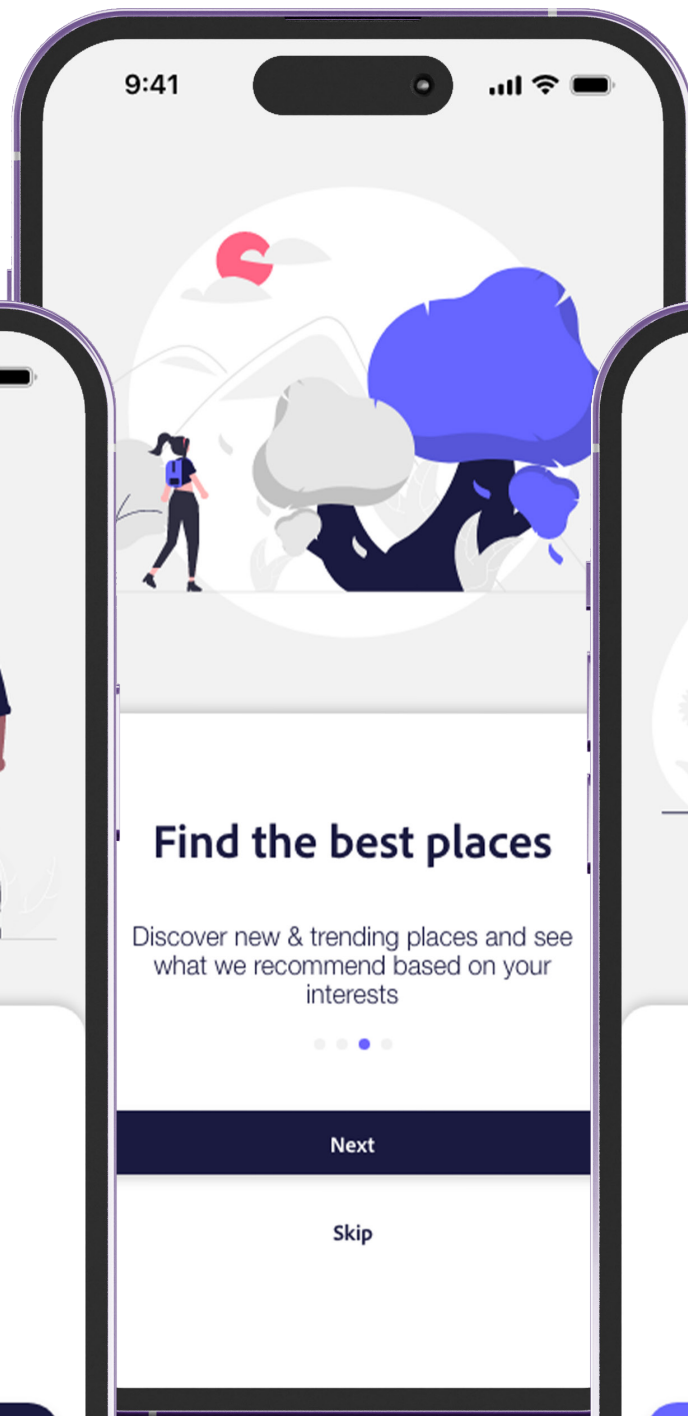 9:41
Find the best places
Discover new & trending places and see
what we recommend based on your
interests
Next
Skip